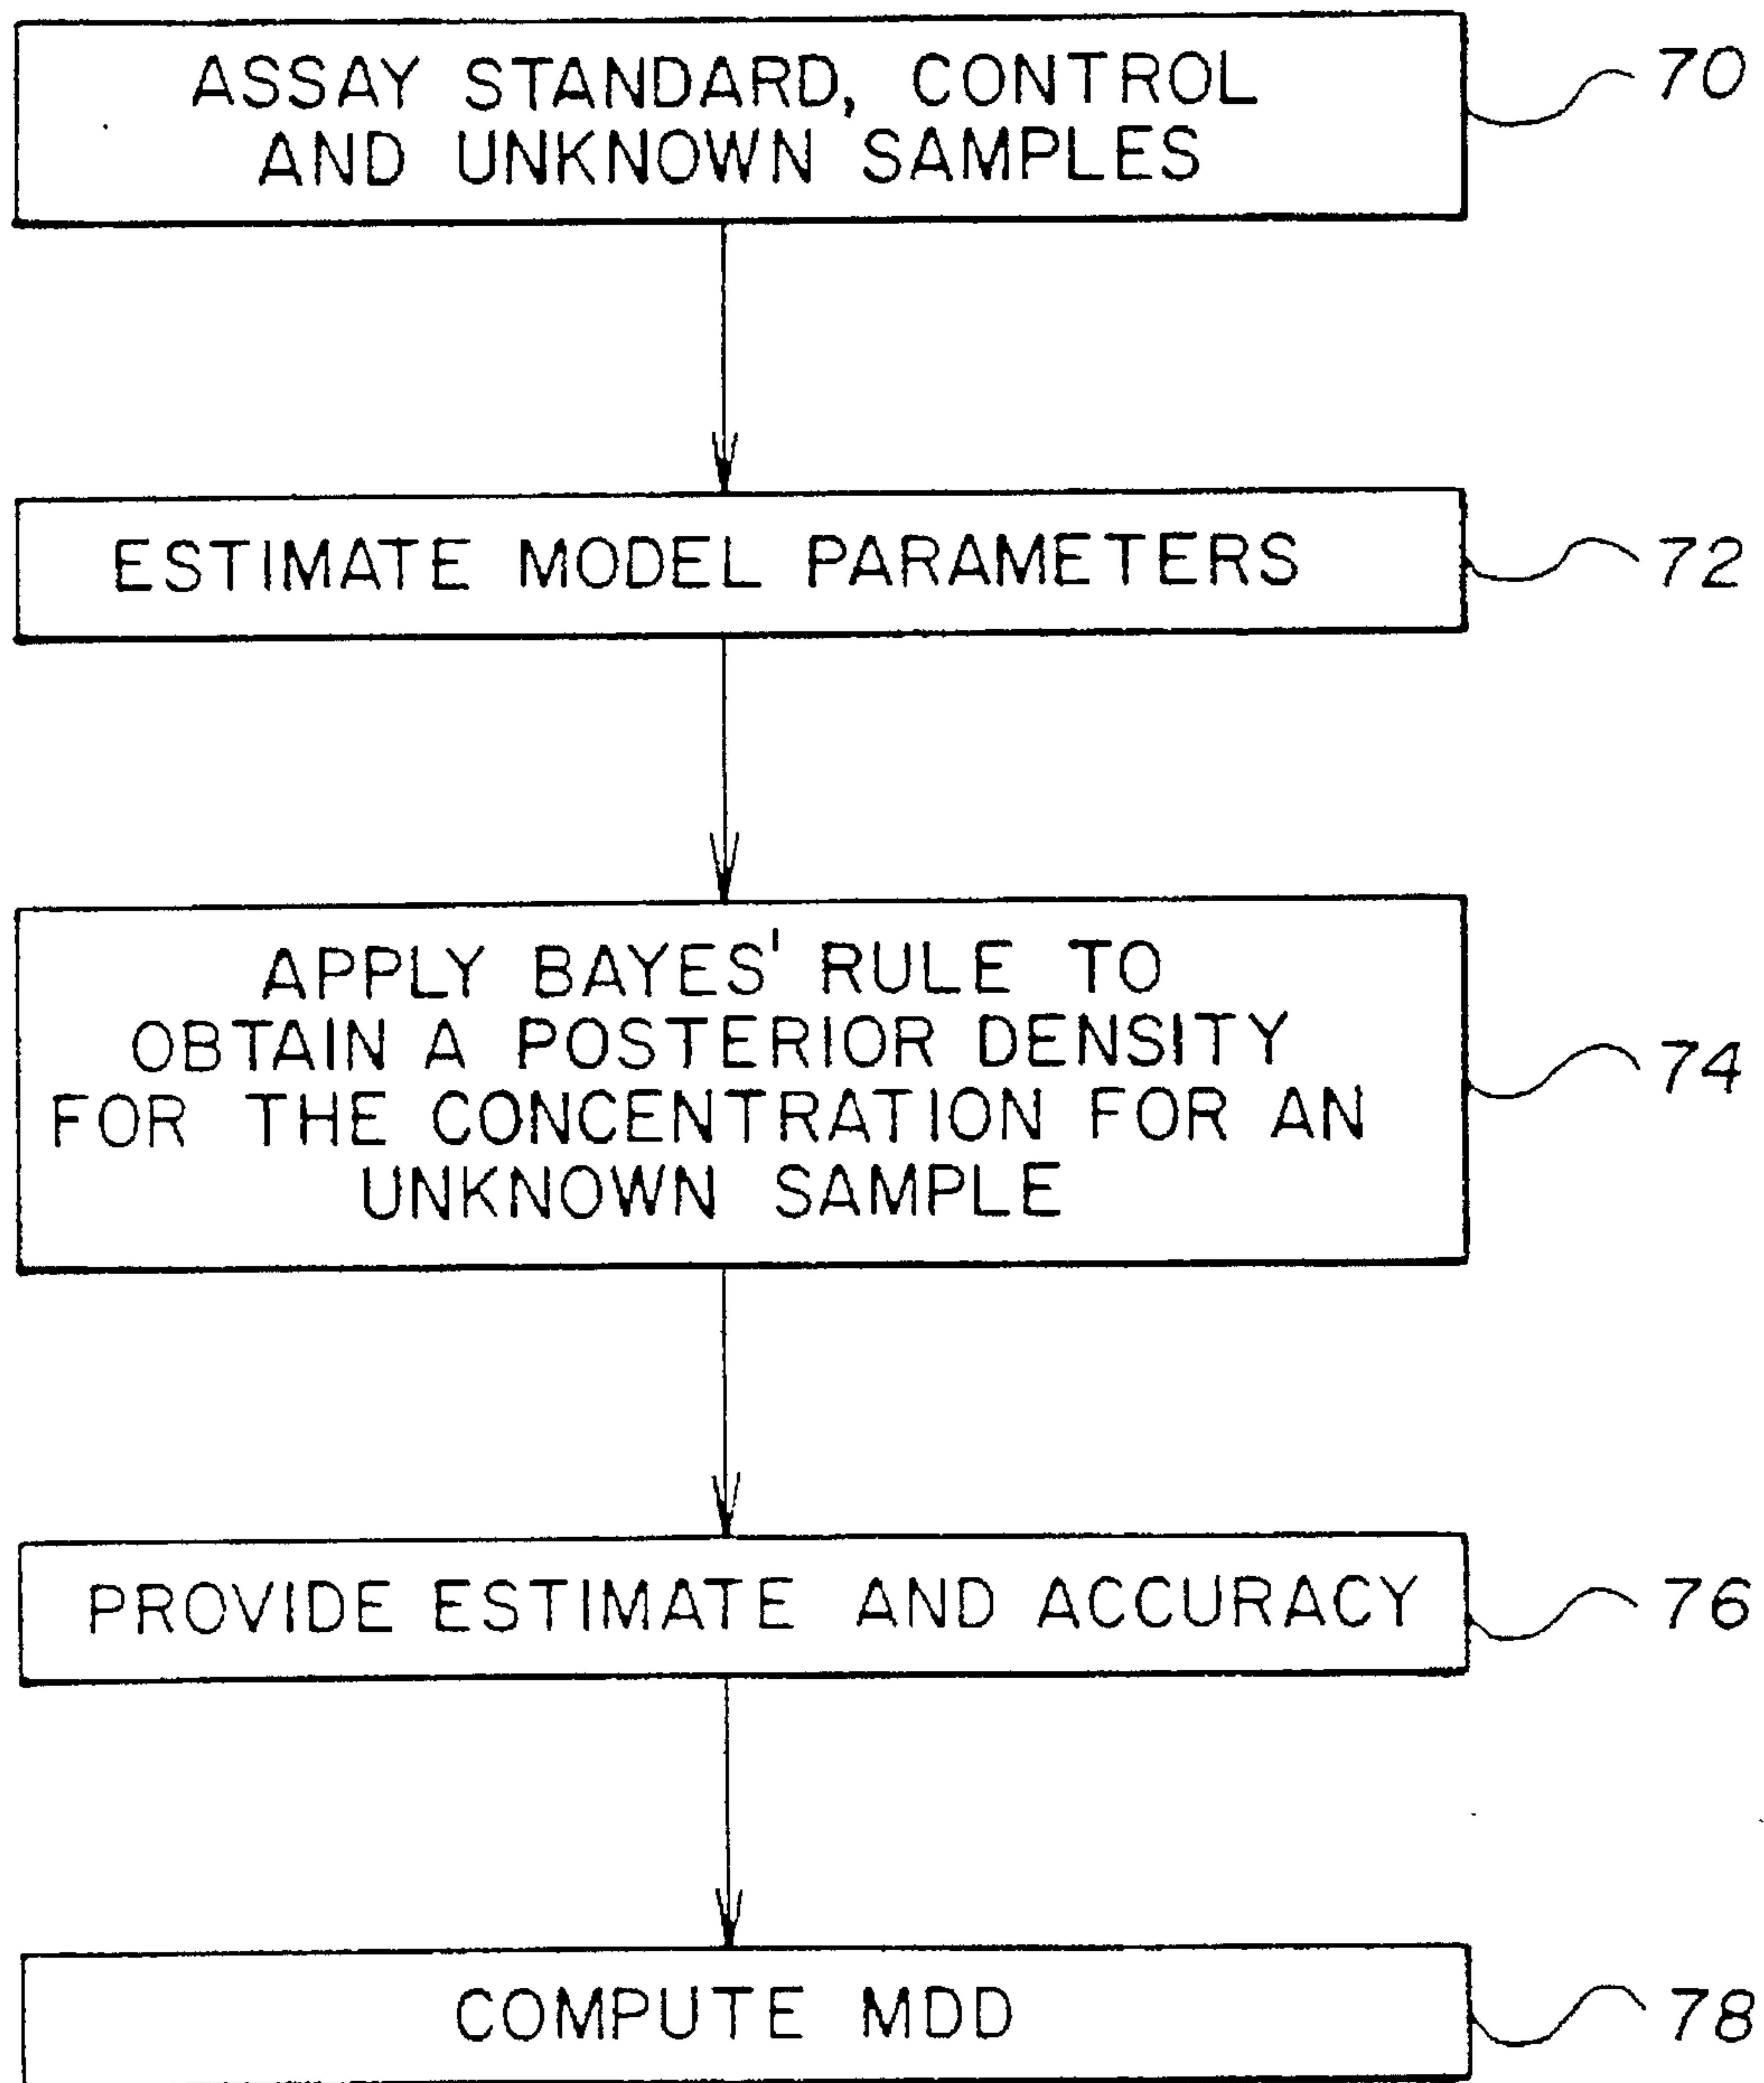 ASSAY STANDARD, CONTROL
AND UNKNOWN SAMPLES
70
ESTIMATE MODEL PARAMETERS
72
APPLY BAYES' RULE TO
OBTAIN A POSTERIOR DENSITY
FOR THE CONCENTRATION FOR AN
UNKNOWN SAMPLE
74
PROVIDE ESTIMATE AND ACCURACY
76
COMPUTE MDD
78